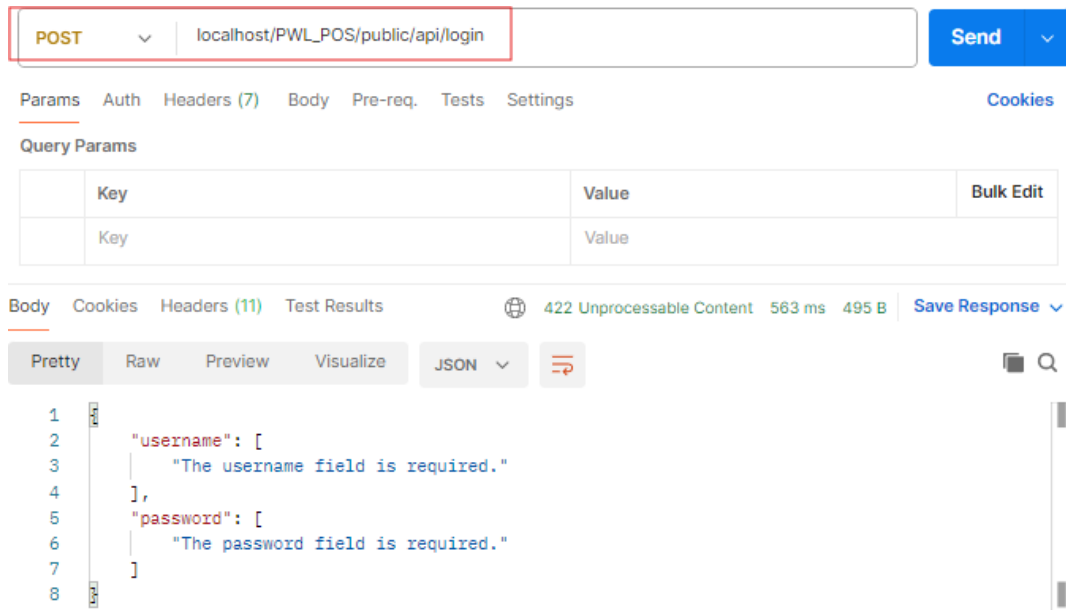 POST localhost/PWL_POS/public/api/login Send
Params Auth Headers (7) Body Pre-req. Tests Settings Cookies
Query Params
Key Value Bulk Edit
Key Value
Body Cookies Headers (11) Test Results 422 Unprocessable Content 563 ms 495 B Save Response
Pretty Raw Preview Visualize JSON
1 {
2 "username": [
3 "The username field is required."
4 ],
5 "password": [
6 "The password field is required."
7 ]
8 }